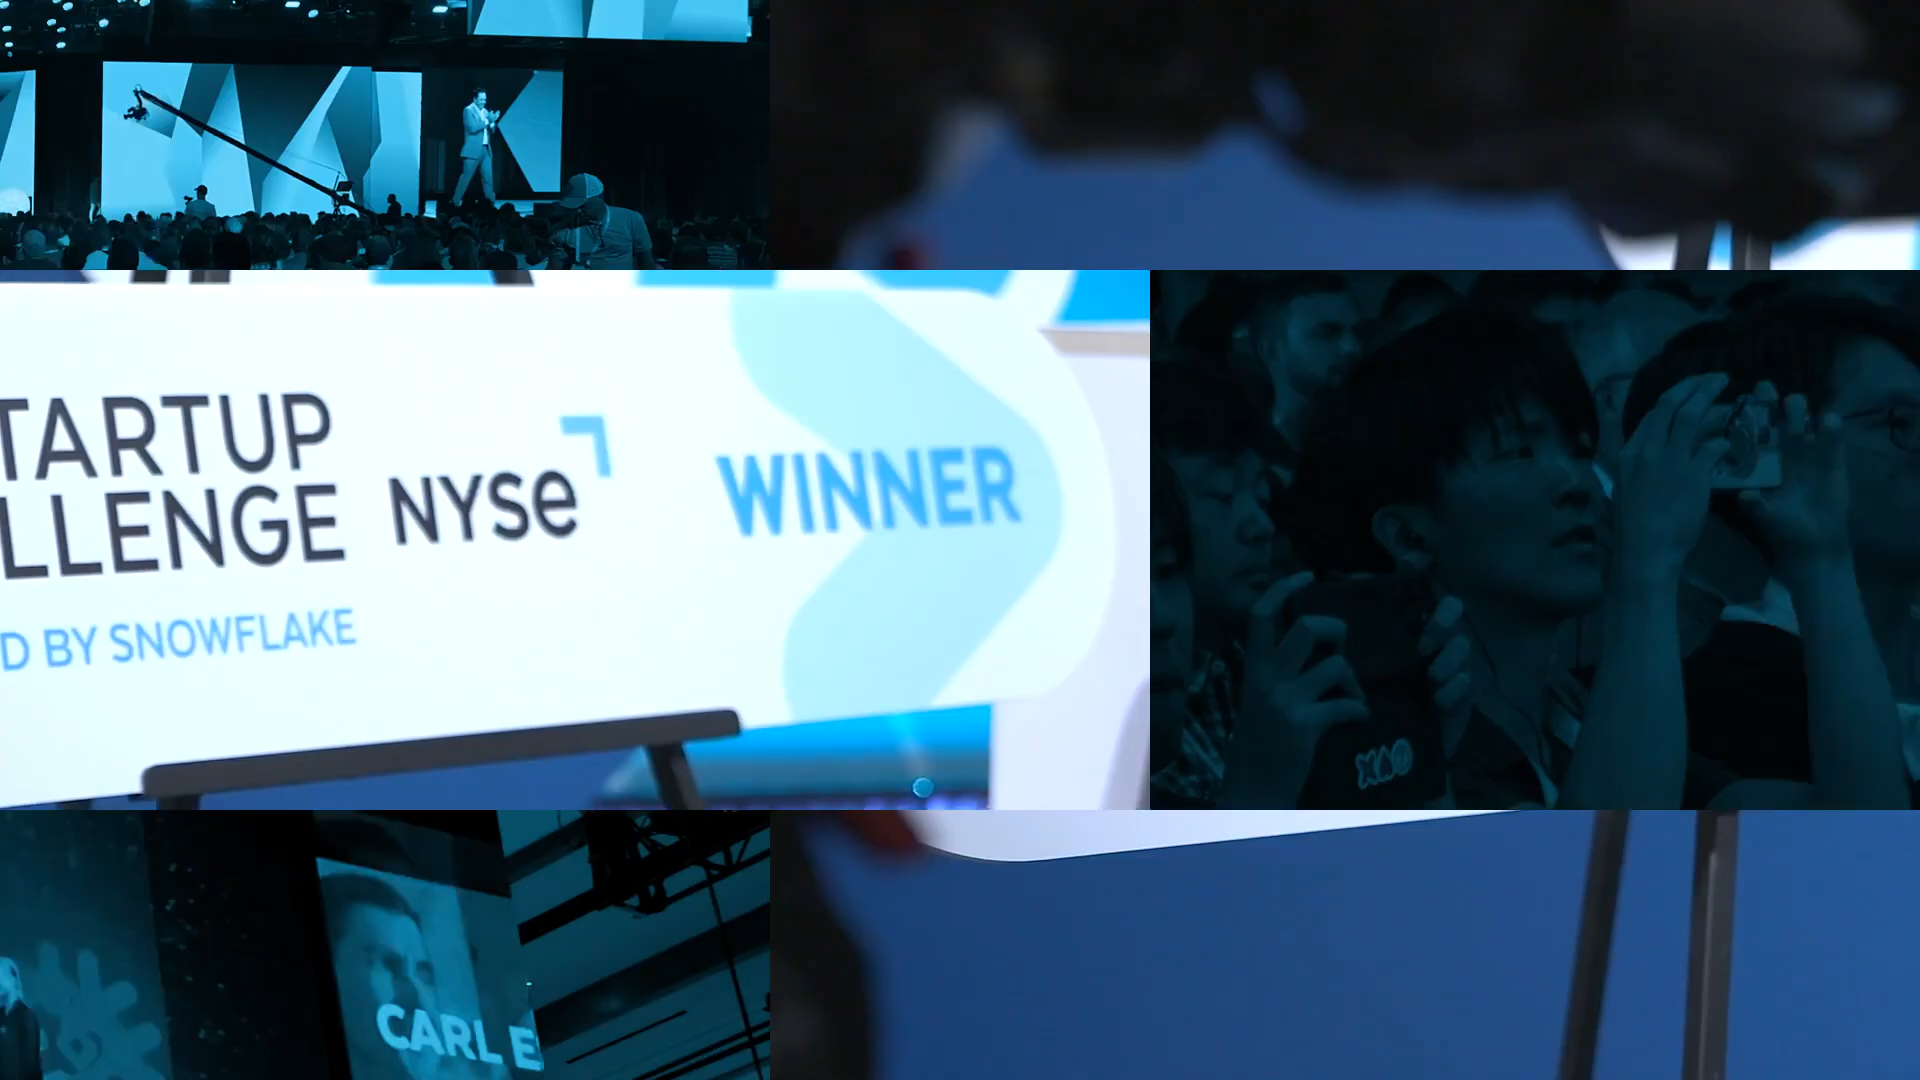 TARTUP
LLENGE
NYSE
WINNER
D BY SNOWFLAKE
CARL E